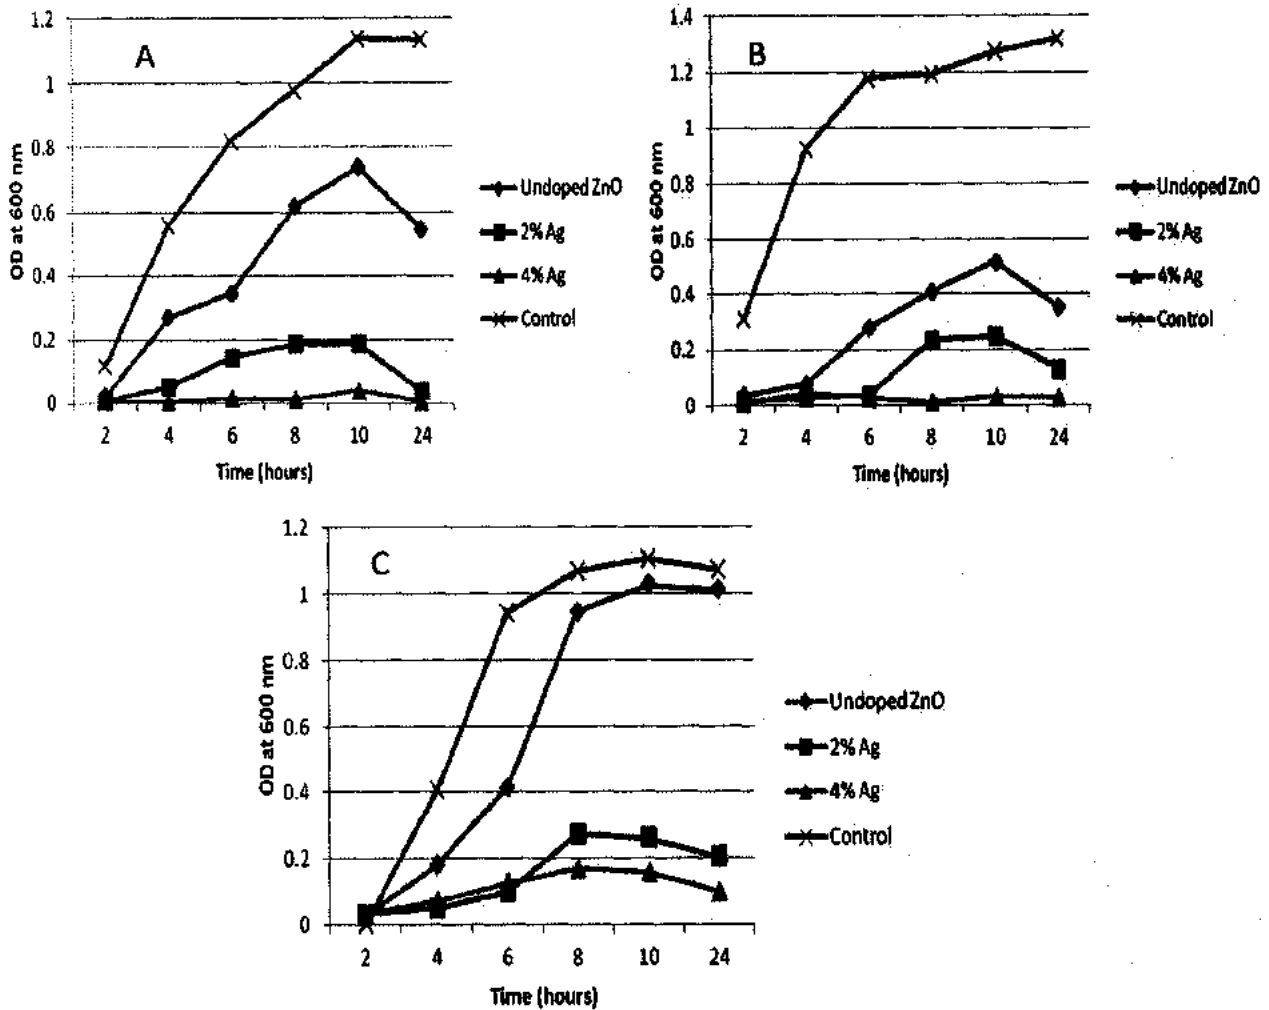 A
OD at 600 nm
1.2
1
0.8
0.6
0.4
0.2
0
2 4 6 8 10 24
Time (hours)
Undoped ZnO
2% Ag
4% Ag
Control
B
OD at 600 nm
1.4
1.2
1
0.8
0.6
0.4
0.2
0
2 4 6 8 10 24
Time (hours)
Undoped ZnO
2% Ag
4% Ag
Control
C
OD at 600 nm
1.2
1
0.8
0.6
0.4
0.2
0
2 4 6 8 10 24
Time (hours)
Undoped ZnO
2% Ag
4% Ag
Control